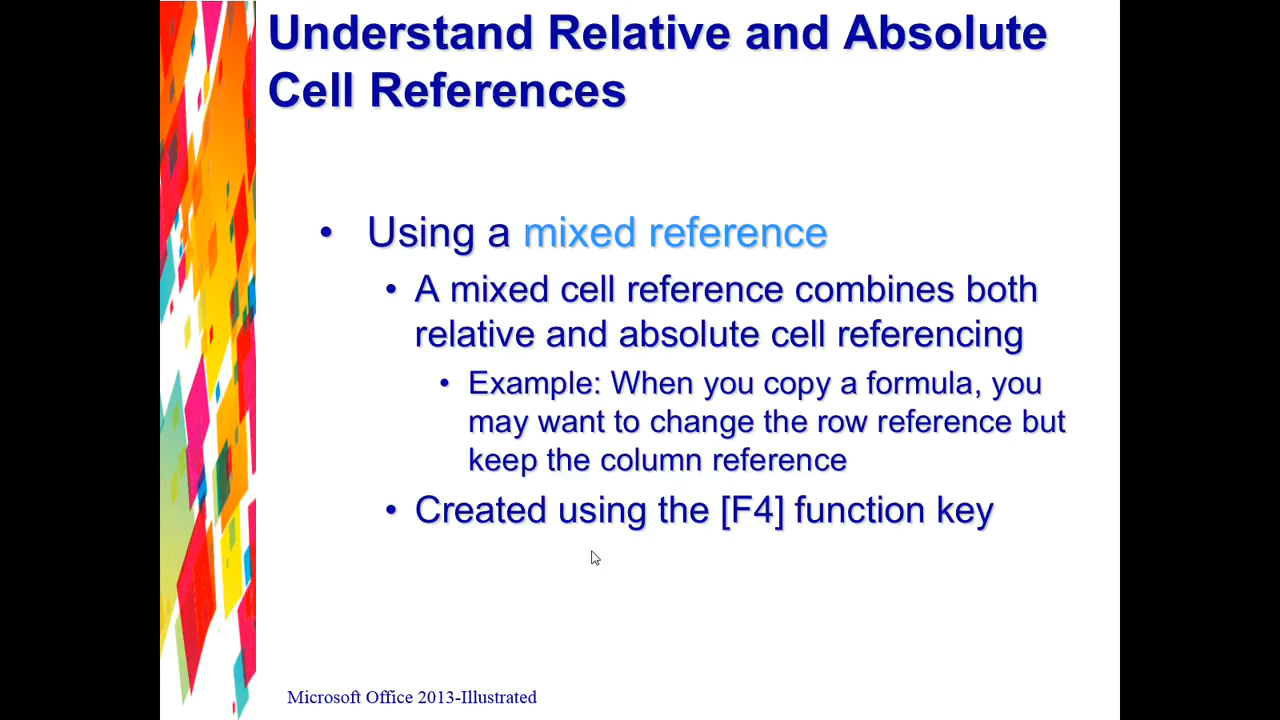 Understand Relative and Absolute
Cell References
• Using a mixed reference
• A mixed cell reference combines both
relative and absolute cell referencing
• Example: When you copy a formula, you
may want to change the row reference but
keep the column reference
• Created using the [F4] function key
Microsoft Office 2013-Illustrated